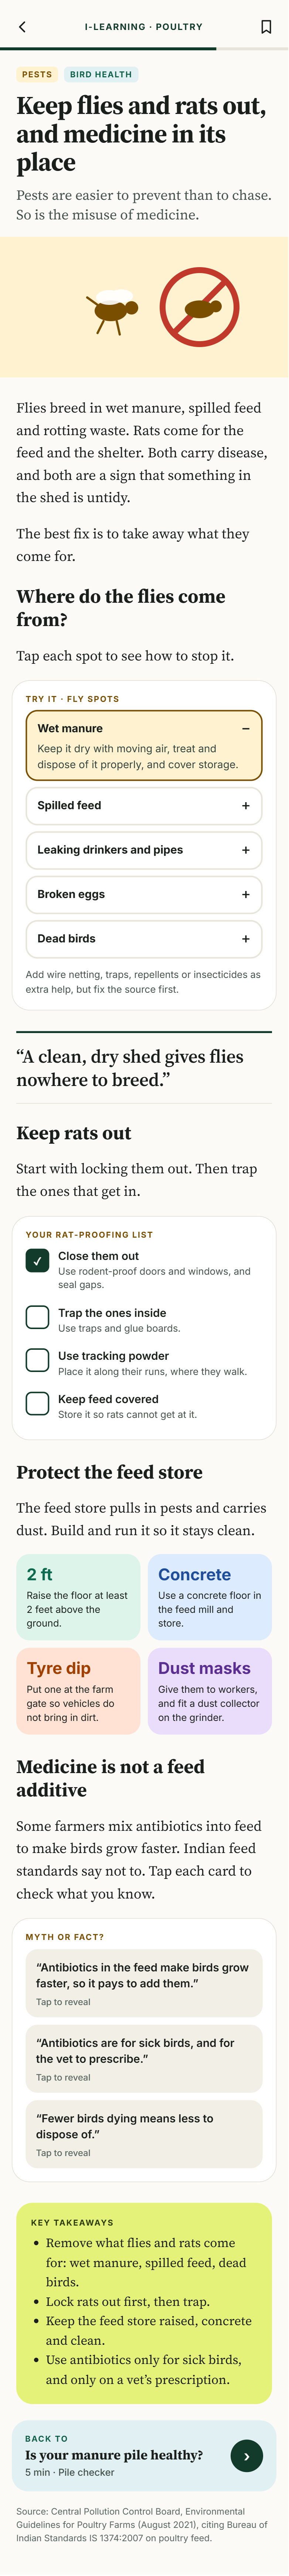 I-LEARNING · POULTRY
PESTS
BIRD HEALTH
Keep flies and rats out,
and medicine in its
place
Pests are easier to prevent than to chase.
So is the misuse of medicine.
Flies breed in wet manure, spilled feed
and rotting waste. Rats come for the
feed and the shelter. Both carry disease,
and both are a sign that something in
the shed is untidy.
The best fix is to take away what they
come for.
Where do the flies come
from?
Tap each spot to see how to stop it.
TRY IT · FLY SPOTS
Wet manure −
Keep it dry with moving air, treat and
dispose of it properly, and cover storage.
Spilled feed +
Leaking drinkers and pipes +
Broken eggs +
Dead birds +
Add wire netting, traps, repellents or insecticides as
extra help, but fix the source first.
“A clean, dry shed gives flies
nowhere to breed.”
Keep rats out
Start with locking them out. Then trap
the ones that get in.
YOUR RAT-PROOFING LIST
✓ Close them out
Use rodent-proof doors and windows, and
seal gaps.
Trap the ones inside
Use traps and glue boards.
Use tracking powder
Place it along their runs, where they walk.
Keep feed covered
Store it so rats cannot get at it.
Protect the feed store
The feed store pulls in pests and carries
dust. Build and run it so it stays clean.
2 ft
Raise the floor at least
2 feet above the
ground.
Concrete
Use a concrete floor in
the feed mill and
store.
Tyre dip
Put one at the farm
gate so vehicles do
not bring in dirt.
Dust masks
Give them to workers,
and fit a dust collector
on the grinder.
Medicine is not a feed
additive
Some farmers mix antibiotics into feed
to make birds grow faster. Indian feed
standards say not to. Tap each card to
check what you know.
MYTH OR FACT?
“Antibiotics in the feed make birds grow
faster, so it pays to add them.”
Tap to reveal
“Antibiotics are for sick birds, and for
the vet to prescribe.”
Tap to reveal
“Fewer birds dying means less to
dispose of.”
Tap to reveal
KEY TAKEAWAYS
• Remove what flies and rats come
for: wet manure, spilled feed, dead
birds.
• Lock rats out first, then trap.
• Keep the feed store raised, concrete
and clean.
• Use antibiotics only for sick birds,
and only on a vet’s prescription.
BACK TO
Is your manure pile healthy?
5 min · Pile checker
Source: Central Pollution Control Board, Environmental
Guidelines for Poultry Farms (August 2021), citing Bureau of
Indian Standards IS 1374:2007 on poultry feed.